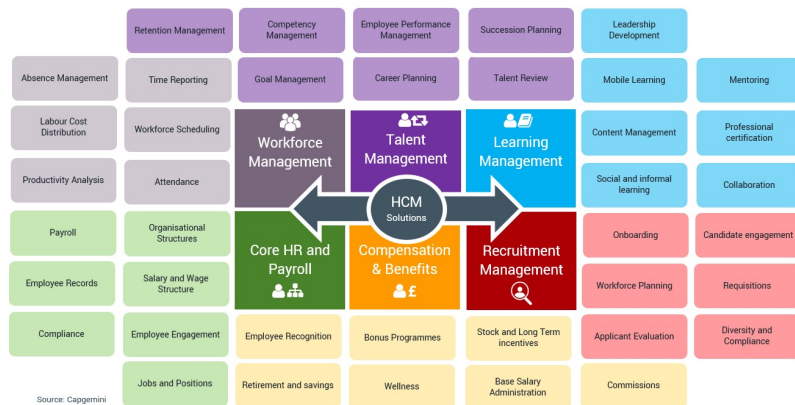 Retention Management
Competency
Management
Employee Performance
Management
Succession Planning
Leadership
Development
Absence Management
Time Reporting
Goal Management
Career Planning
Talent Review
Mobile Learning
Mentoring
Labour Cost
Distribution
Workforce Scheduling
Workforce
Management
Talent
Management
Learning
Management
Content Management
Professional
certification
Productivity Analysis
Attendance
Social and informal
learning
Collaboration
HCM
Solutions
Payroll
Organisational
Structures
Core HR and
Payroll
Compensation
& Benefits
£
Recruitment
Management
Onboarding
Candidate engagement
Employee Records
Salary and Wage
Structure
Workforce Planning
Requisitions
Compliance
Employee Engagement
Employee Recognition
Bonus Programmes
Stock and Long Term
incentives
Applicant Evaluation
Diversity and
Compliance
Jobs and Positions
Retirement and savings
Wellness
Base Salary
Administration
Commissions
Source: Capgemini